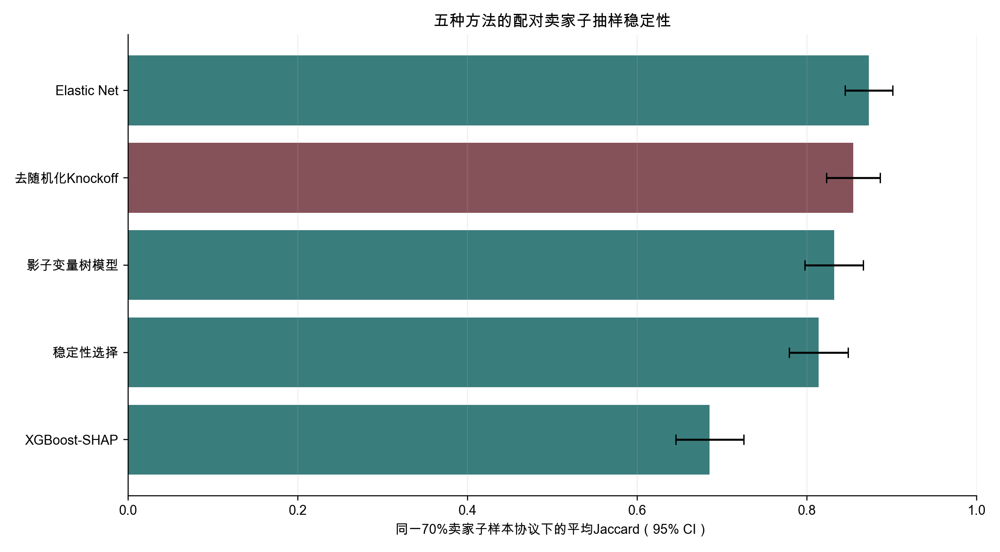 五种方法的配对卖家子抽样稳定性
Elastic Net
去随机化Knockoff
影子变量树模型
稳定性选择
XGBoost-SHAP
0.0 0.2 0.4 0.6 0.8 1.0
同一70%卖家子样本协议下的平均Jaccard（95% CI）